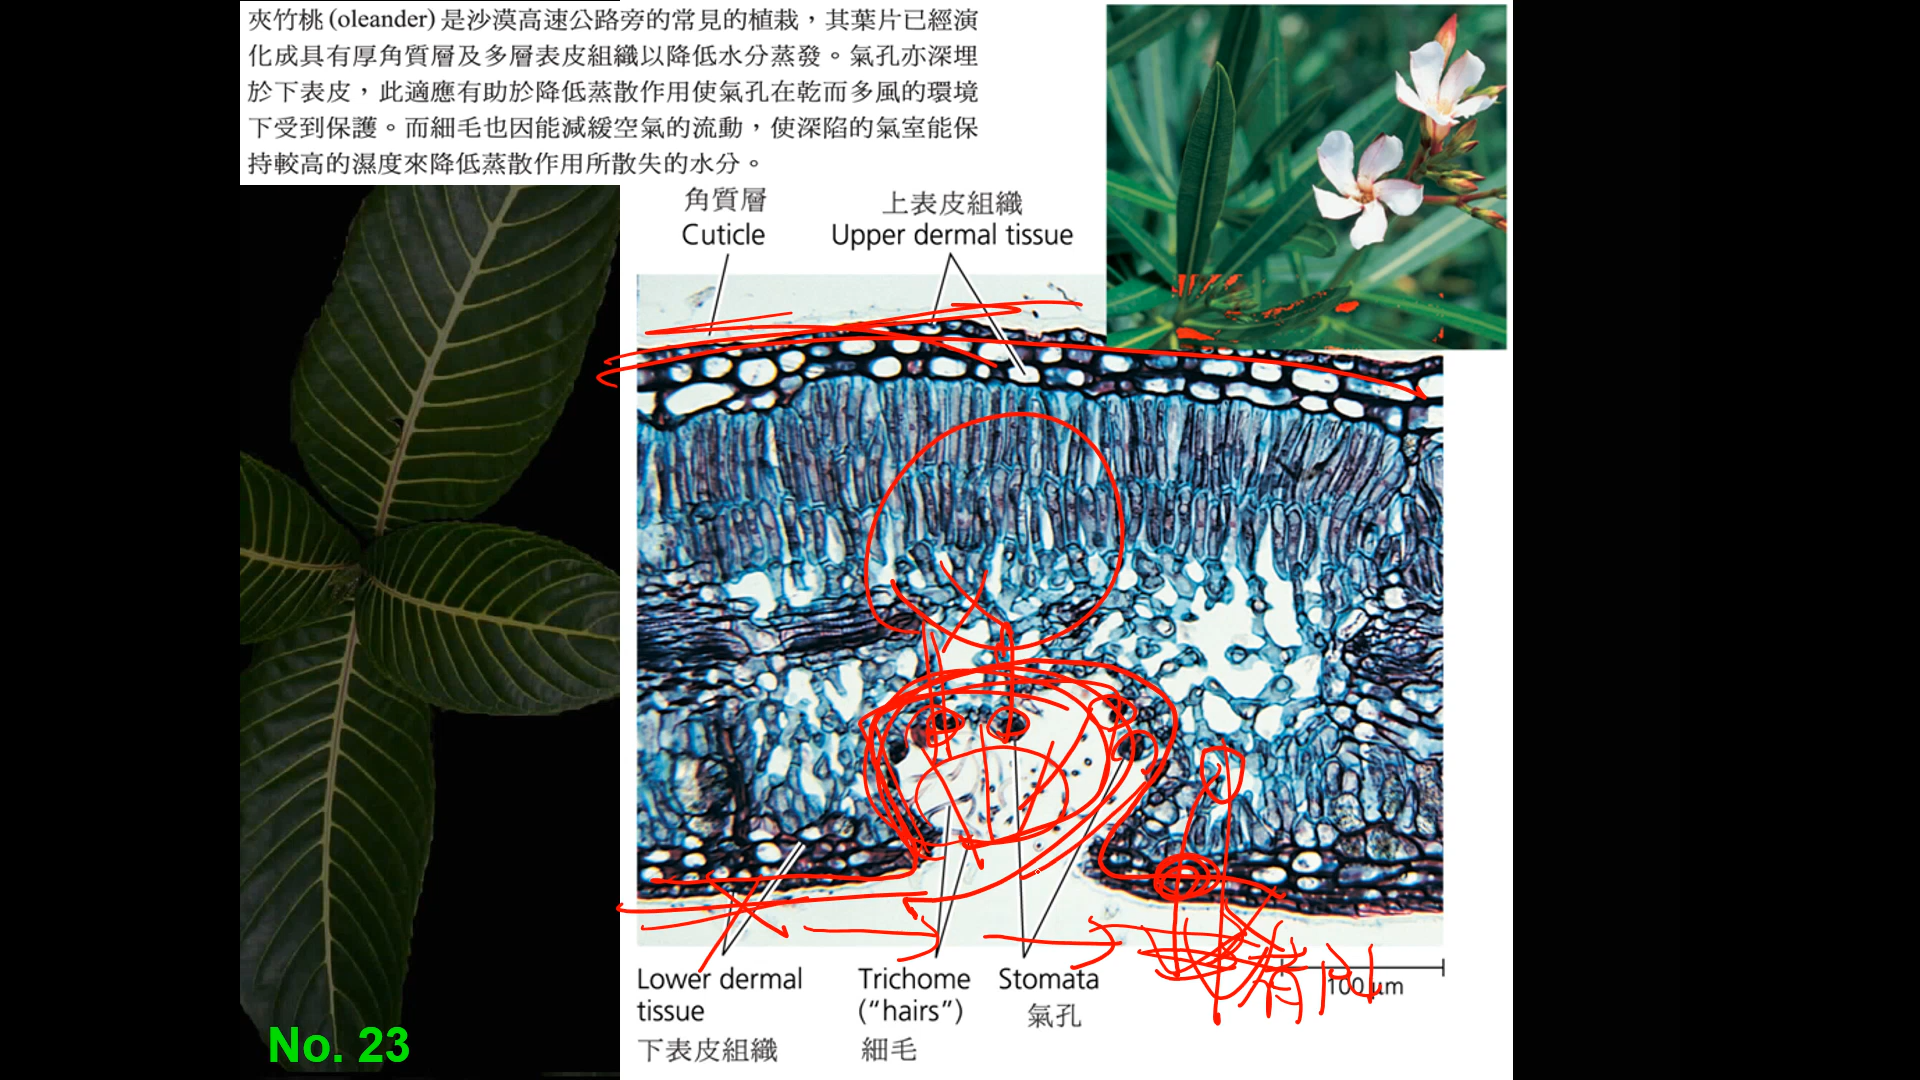 夾竹桃(oleander)是沙漠高速公路旁的常見的植栽，其葉片已經演
化成具有厚角質層及多層表皮組織以降低水分蒸發。氣孔亦深埋
於下表皮，此適應有助於降低蒸散作用使氣孔在乾而多風的環境
下受到保護。而細毛也因能減緩空氣的流動，使深陷的氣室能保
持較高的濕度來降低蒸散作用所散失的水分。
角質層
Cuticle
上表皮組織
Upper dermal tissue
Lower dermal
tissue
下表皮組織
Trichome
("hairs")
細毛
Stomata
氣孔
100 µm
No. 23